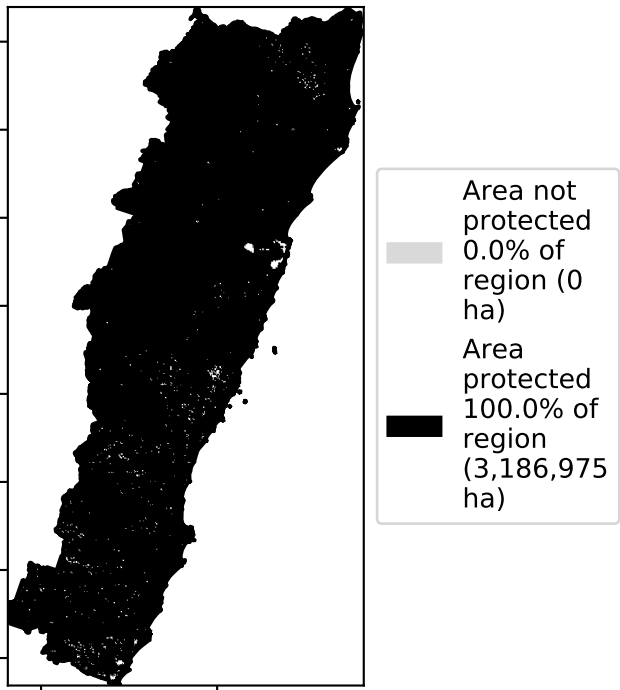 Area not
protected
0.0% of
region (0
ha)
Area
protected
100.0% of
region
(3,186,975
ha)